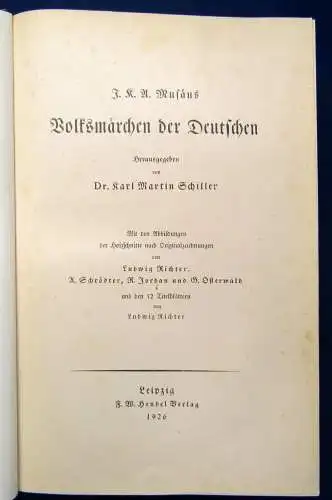 J. K. A. Musäus
Volksmärchen der Deutschen
Herausgegeben
von
Dr. Karl Martin Schiller
Mit den Abbildungen
der Holzschnitte nach Originalzeichnungen
von
Ludwig Richter,
A. Schrödter, R. Jordan und G. Osterwald
und den 12 Titelblättern
von
Ludwig Richter
Leipzig
F. W. Hendel Verlag
1926